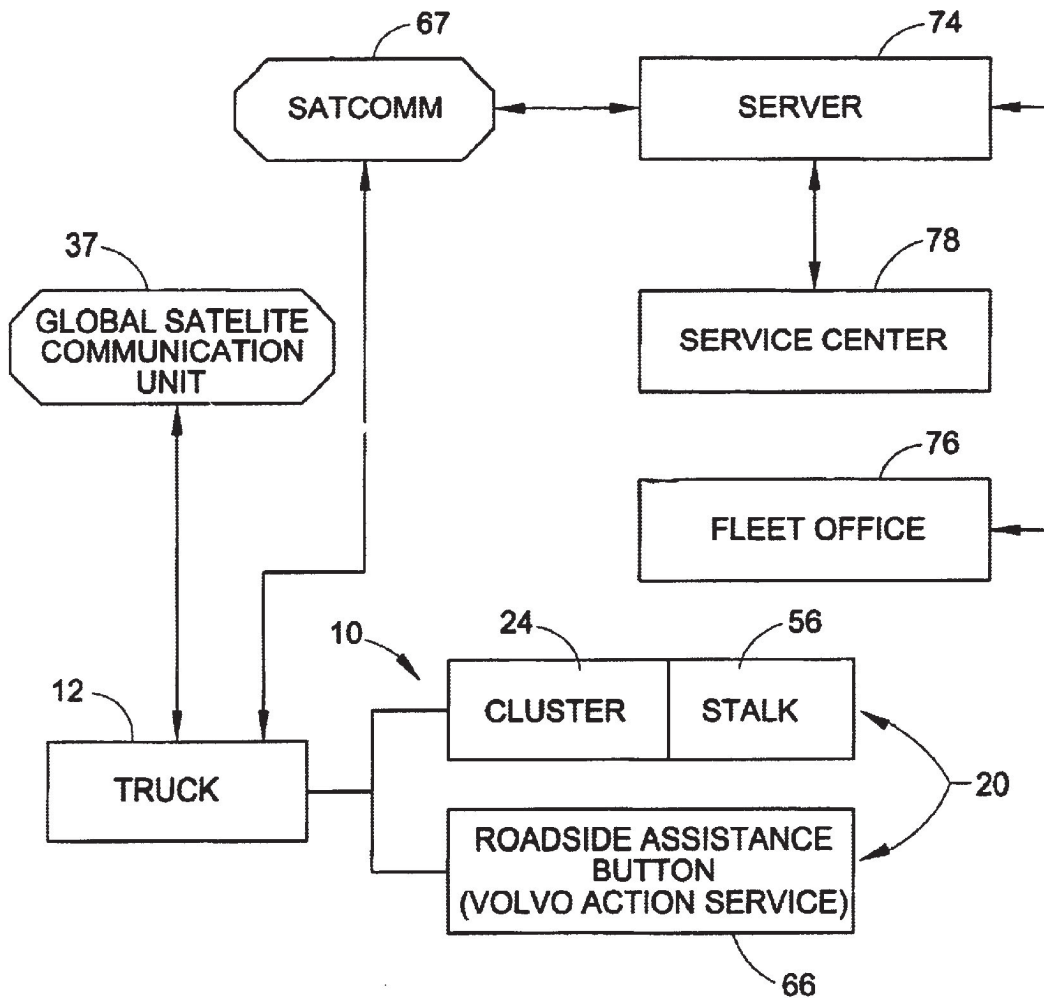 67
74
SATCOMM
SERVER
37
78
GLOBAL SATELITE
COMMUNICATION
UNIT
SERVICE CENTER
76
FLEET OFFICE
10
24
56
12
CLUSTER
STALK
TRUCK
20
ROADSIDE ASSISTANCE
BUTTON
(VOLVO ACTION SERVICE)
66